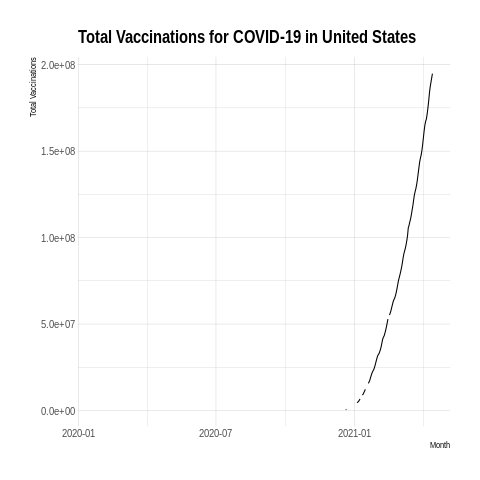 Total Vaccinations for COVID-19 in United States
Total Vaccinations
2.0e+08
1.5e+08
1.0e+08
5.0e+07
0.0e+00
2020-01
2020-07
2021-01
Month